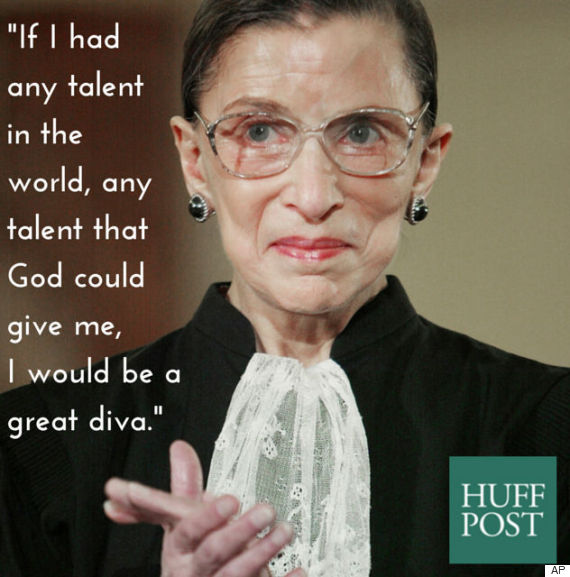 "If I had
any talent
in the
world, any
talent that
God could
give me,
I would be a
great diva."
HUFF
POST
AP